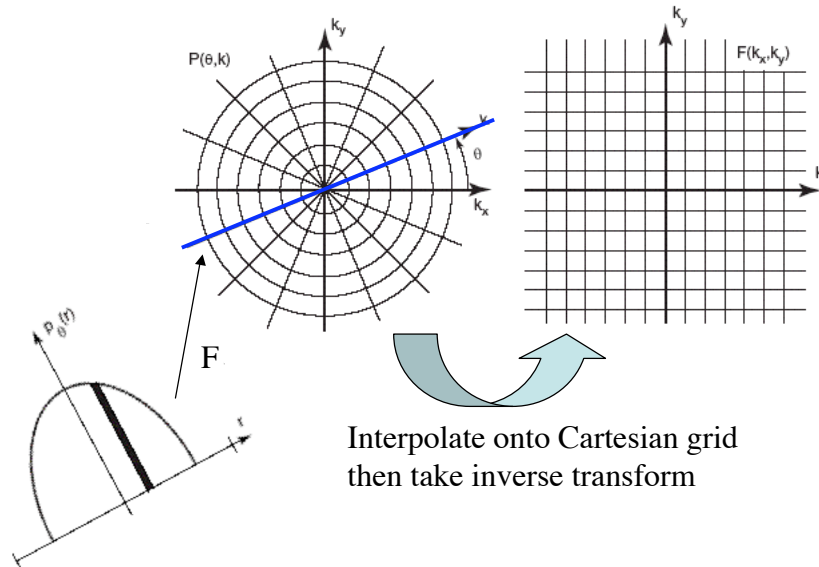 k_y
P(θ,k)
θ
k_x
k_y
F(k_x,k_y)
k
p_θ(r)
r
F
Interpolate onto Cartesian grid
then take inverse transform